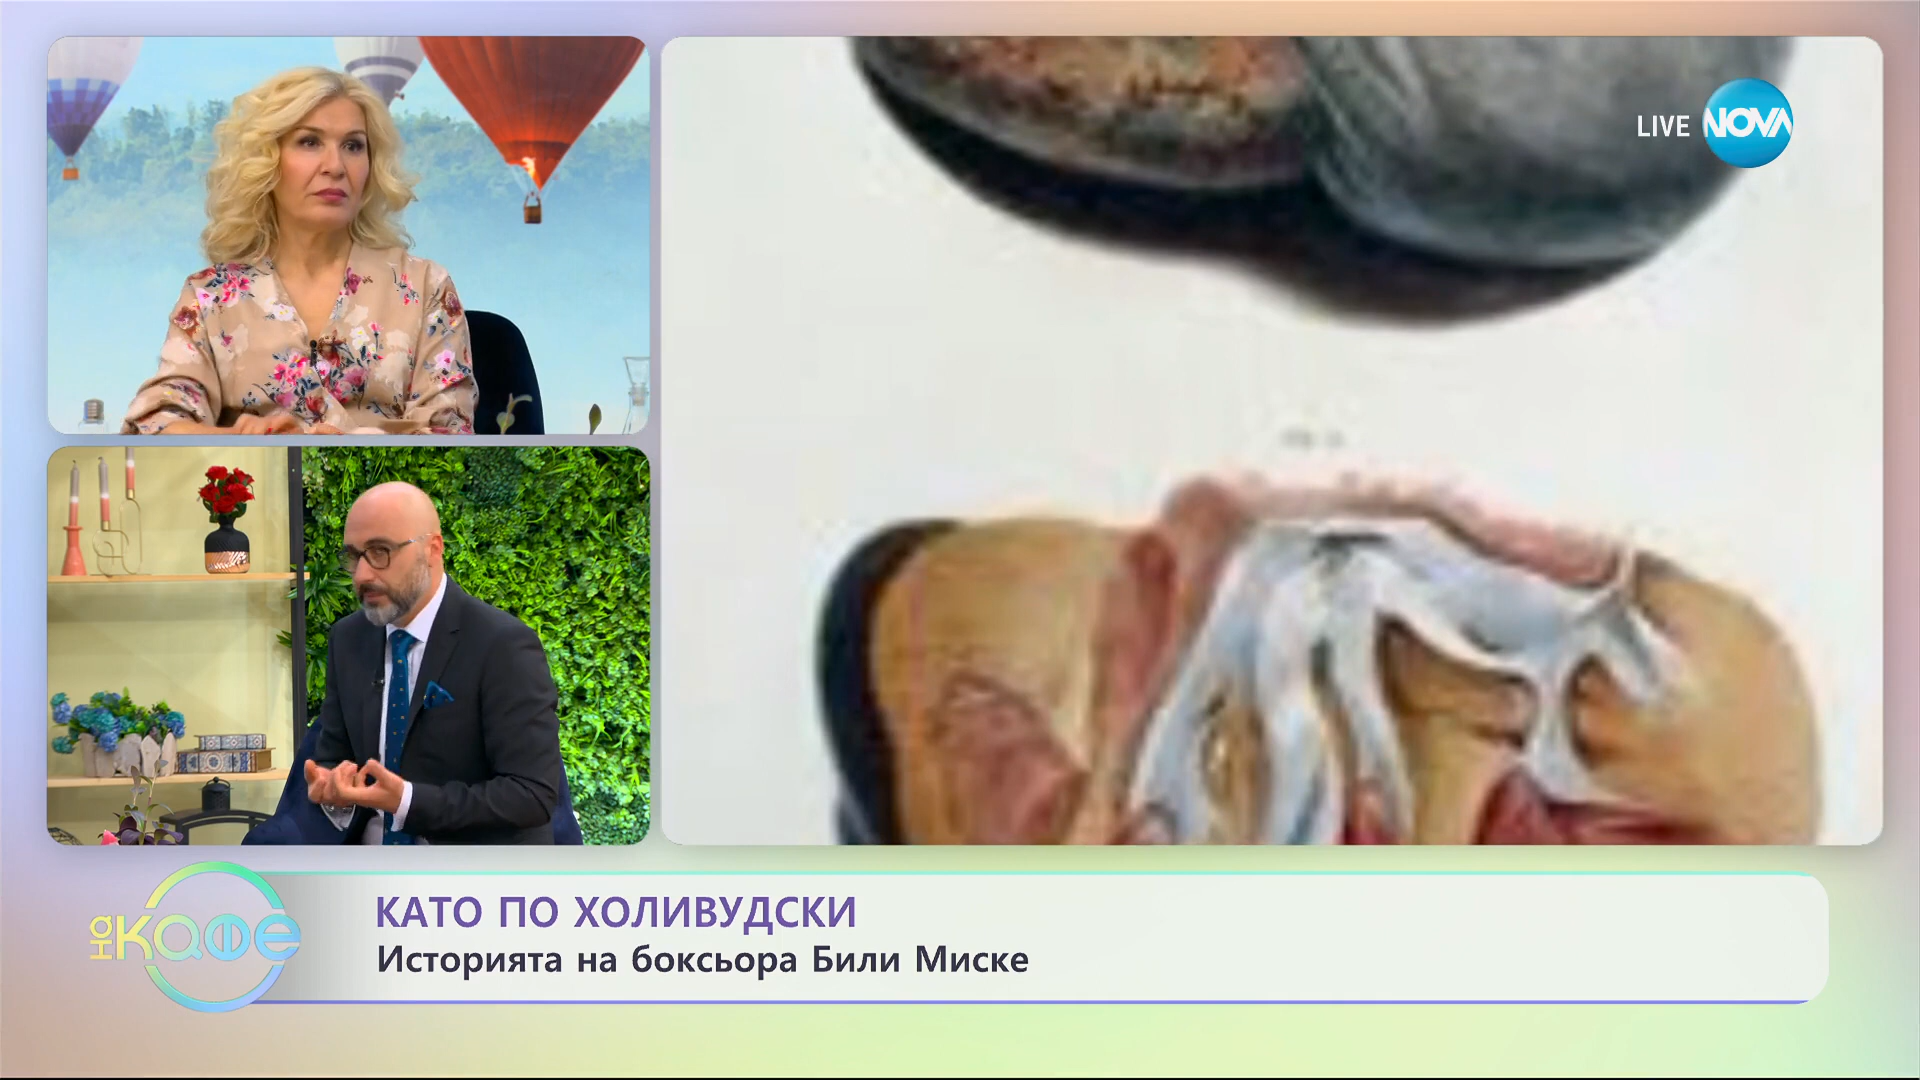 LIVE NOVA
на кафе
КАТО ПО ХОЛИВУДСКИ
Историята на боксьора Били Миске